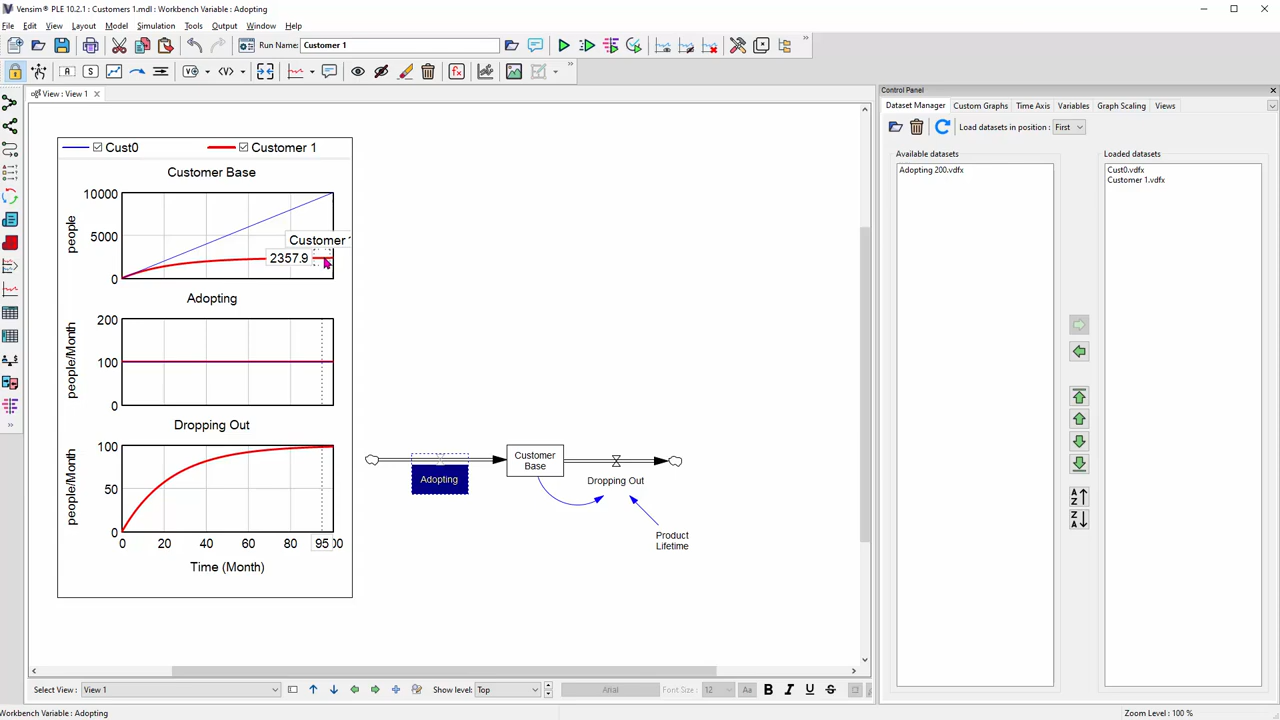 Vensim® PLE 10.2.1 : Customers 1.mdl : Workbench Variable : Adopting
File Edit View Layout Model Simulation Tools Output Window Help
Run Name: Customer 1
View : View 1
Control Panel
Dataset Manager Custom Graphs Time Axis Variables Graph Scaling Views
Load datasets in position : First
Available datasets Loaded datasets
Adopting 200.vdfx
Cust0.vdfx
Customer 1.vdfx
Cust0 Customer 1
Customer Base
10000
5000
0
people
Customer
2357.9
Adopting
200
100
0
people/Month
Dropping Out
100
50
0
people/Month
0 20 40 60 80 95 00
Time (Month)
Adopting
Customer
Base
Dropping Out
Product
Lifetime
Select View : View 1
Show level: Top
Arial
Font Size : 12
Aa B I U S
Workbench Variable : Adopting
Zoom Level : 100 %